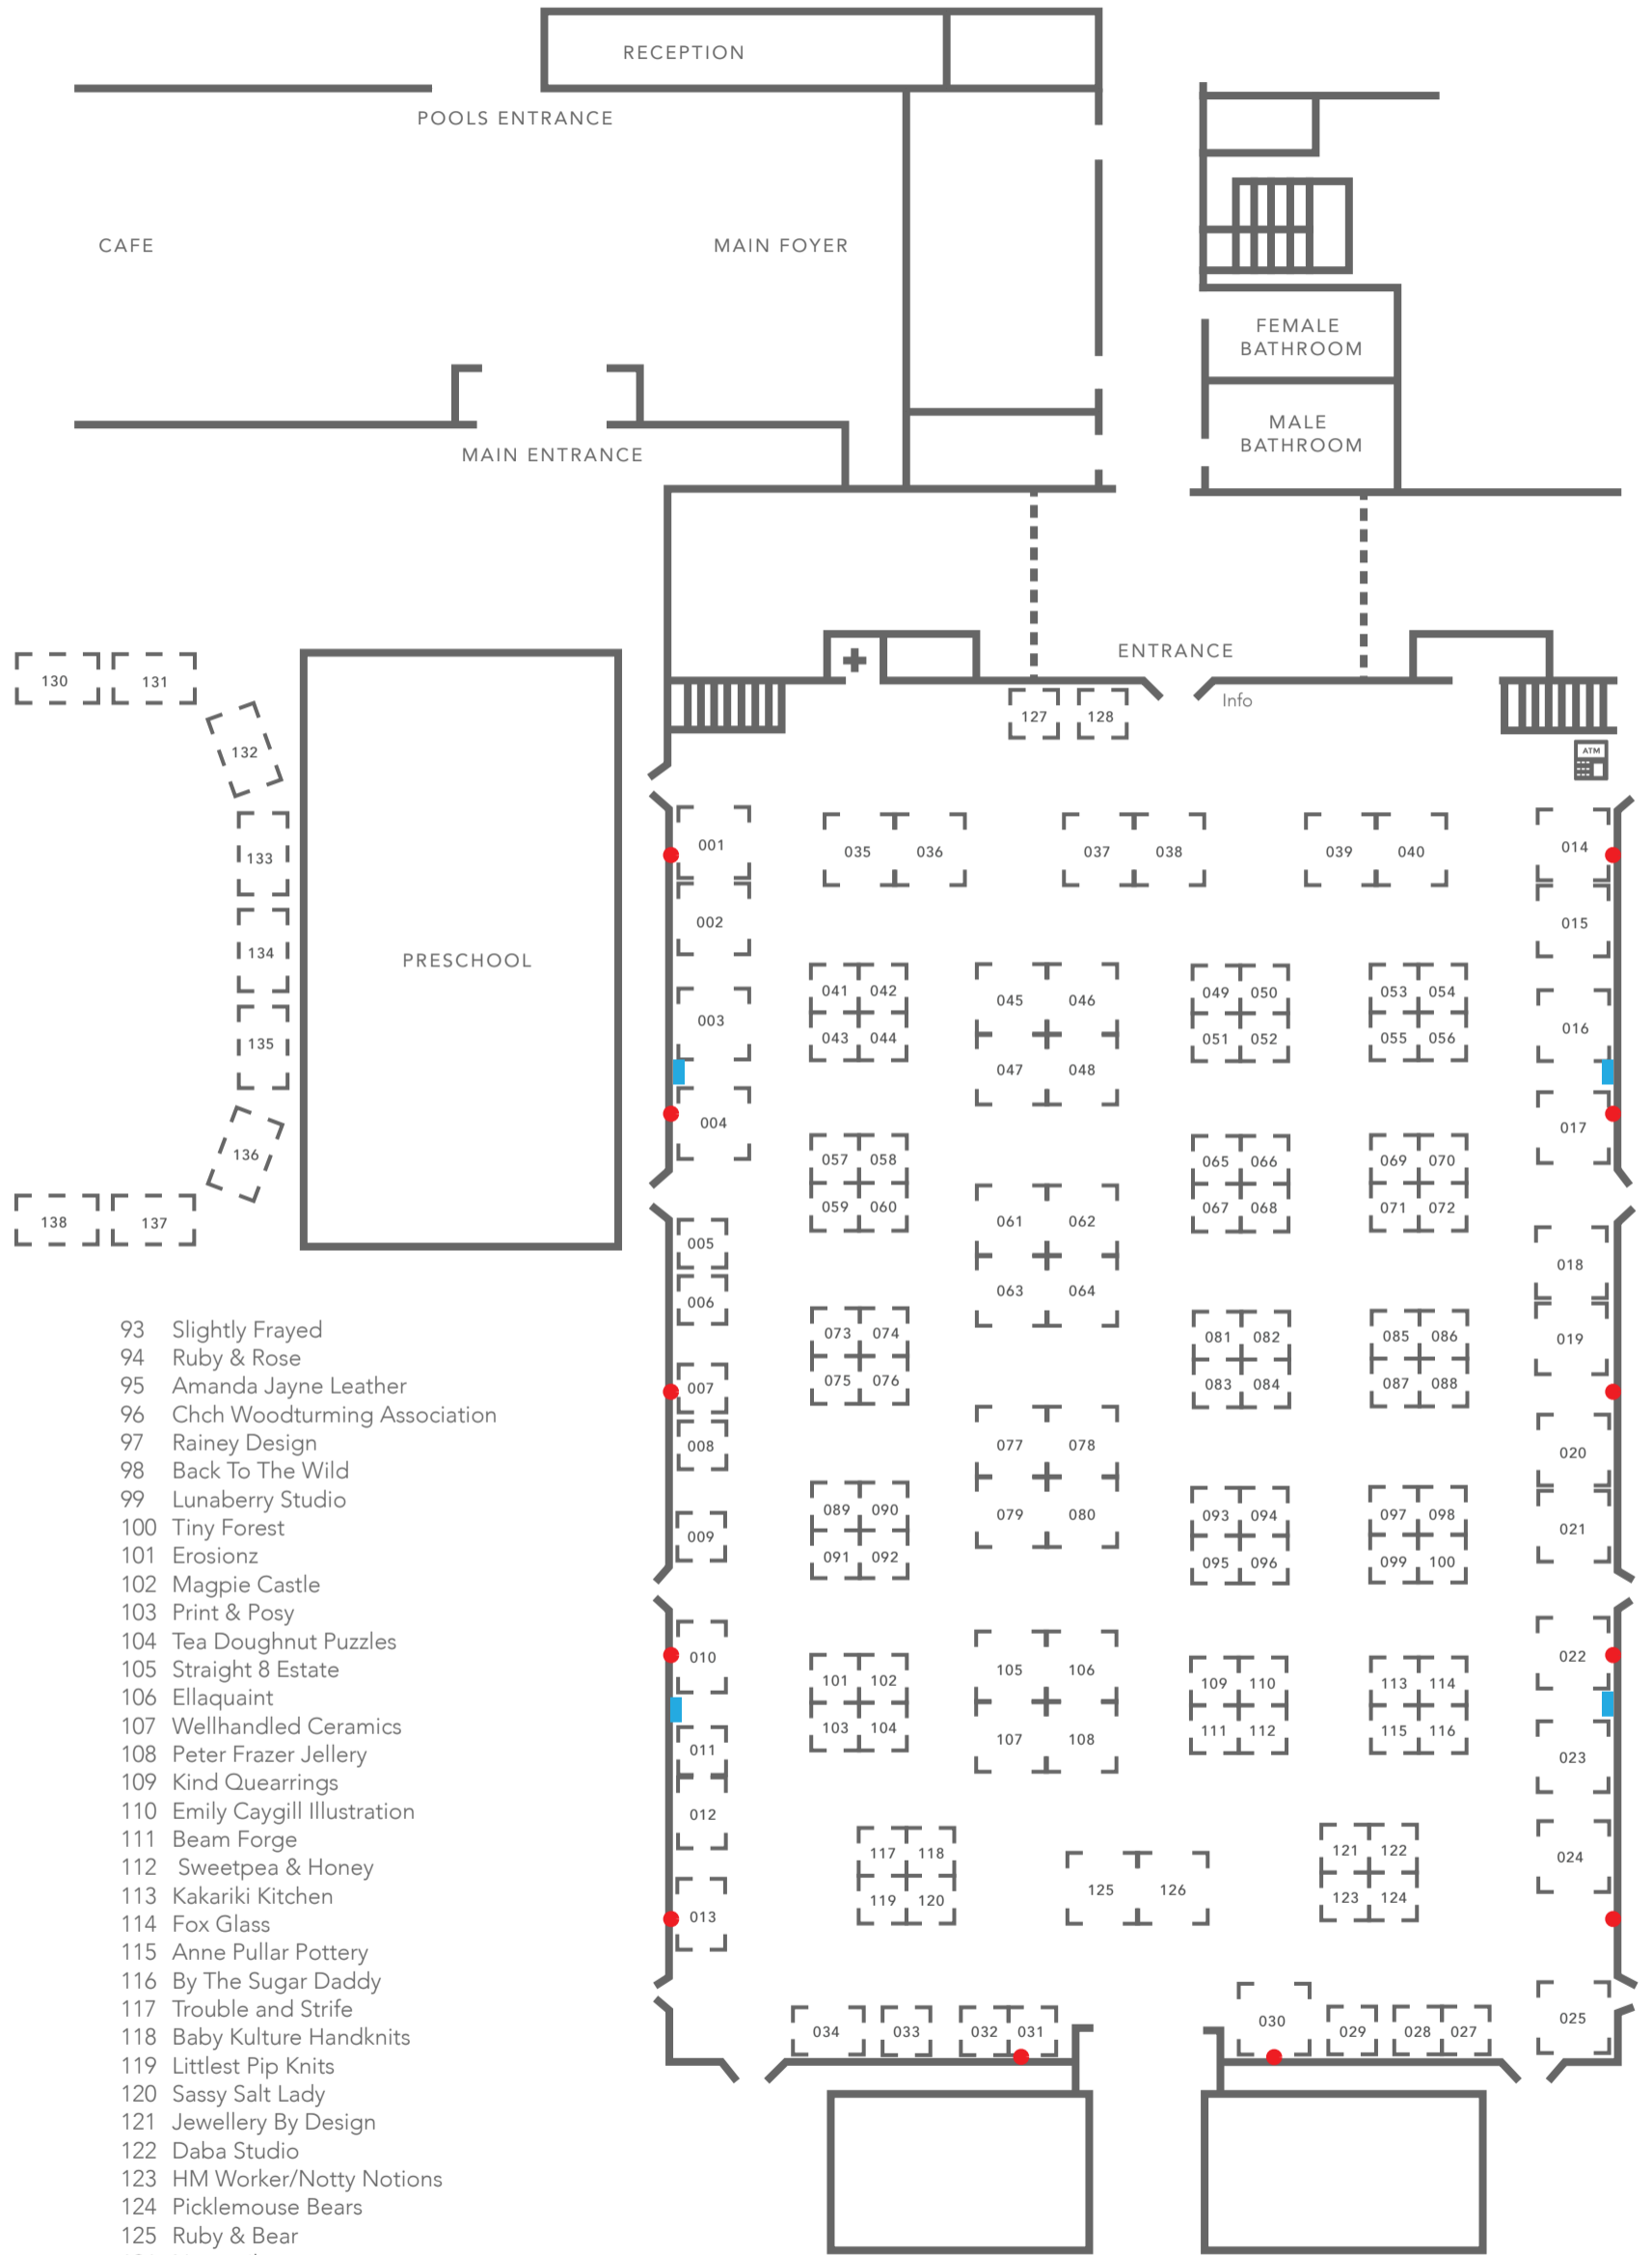 RECEPTION
POOLS ENTRANCE
CAFE
MAIN FOYER
FEMALE
BATHROOM
MALE
BATHROOM
MAIN ENTRANCE
ENTRANCE
Info
130
131
127
128
132
ATM
133
134
135
136
138
137
PRESCHOOL
001
035
036
037
038
039
040
014
002
015
041
042
043
044
045
046
047
048
049
050
051
052
053
054
055
056
003
016
004
017
057
058
059
060
061
062
063
064
065
066
067
068
069
070
071
072
005
006
018
019
073
074
075
076
081
082
083
084
085
086
087
088
007
008
020
077
078
079
080
089
090
091
092
093
094
095
096
097
098
099
100
009
021
010
022
101
102
103
104
105
106
107
108
109
110
111
112
113
114
115
116
011
023
012
024
117
118
119
120
125
126
121
122
123
124
013
034
033
032
031
030
029
028
027
025
93 Slightly Frayed
94 Ruby & Rose
95 Amanda Jayne Leather
96 Chch Woodturming Association
97 Rainey Design
98 Back To The Wild
99 Lunaberry Studio
100 Tiny Forest
101 Erosionz
102 Magpie Castle
103 Print & Posy
104 Tea Doughnut Puzzles
105 Straight 8 Estate
106 Ellaquaint
107 Wellhandled Ceramics
108 Peter Frazer Jellery
109 Kind Quearrings
110 Emily Caygill Illustration
111 Beam Forge
112 Sweetpea & Honey
113 Kakariki Kitchen
114 Fox Glass
115 Anne Pullar Pottery
116 By The Sugar Daddy
117 Trouble and Strife
118 Baby Kulture Handknits
119 Littlest Pip Knits
120 Sassy Salt Lady
121 Jewellery By Design
122 Daba Studio
123 HM Worker/Notty Notions
124 Picklemouse Bears
125 Ruby & Bear